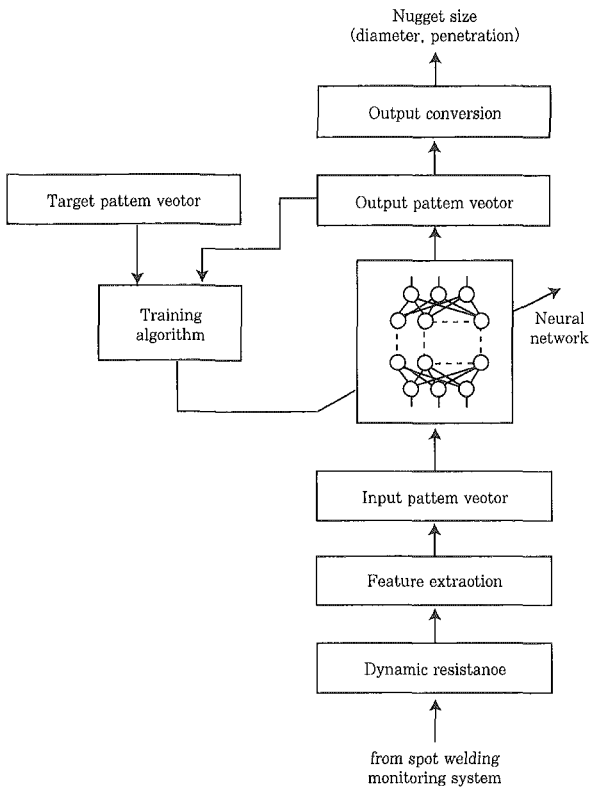 Nugget size
(diameter, penetration)
Output conversion
Target pattem veotor
Output pattem veotor
Training
algorithm
Neural
network
Input pattem veotor
Feature extraotion
Dynamic resistanoe
from spot welding
monitoring system